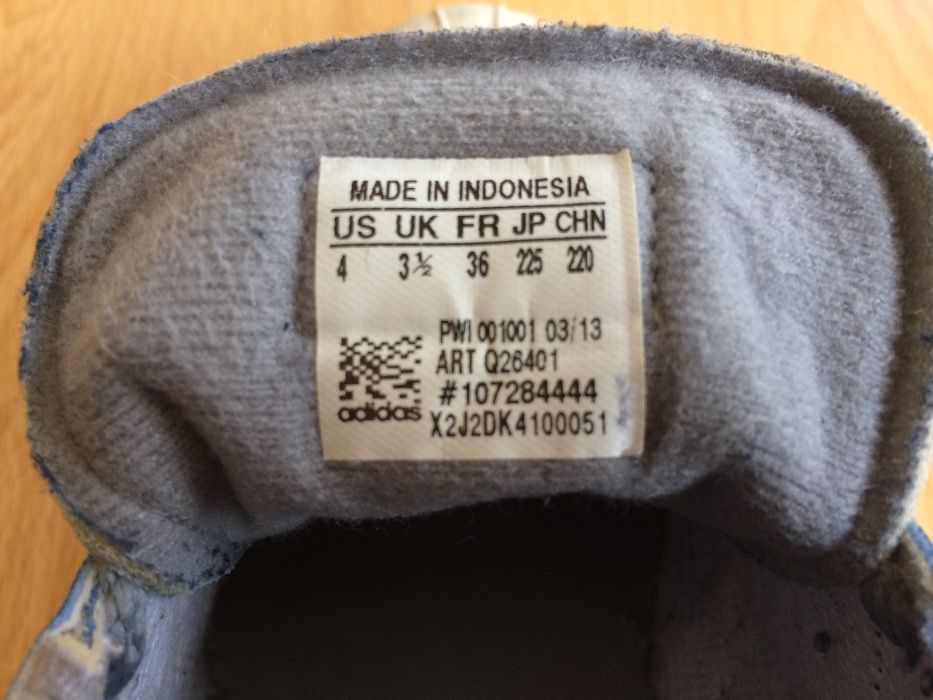 MADE IN INDONESIA
US UK FR JP CHN
4 3½ 36 225 220
PWI 001001 03/13
ART Q26401
#107284444
adidas
X2J2DK4100051